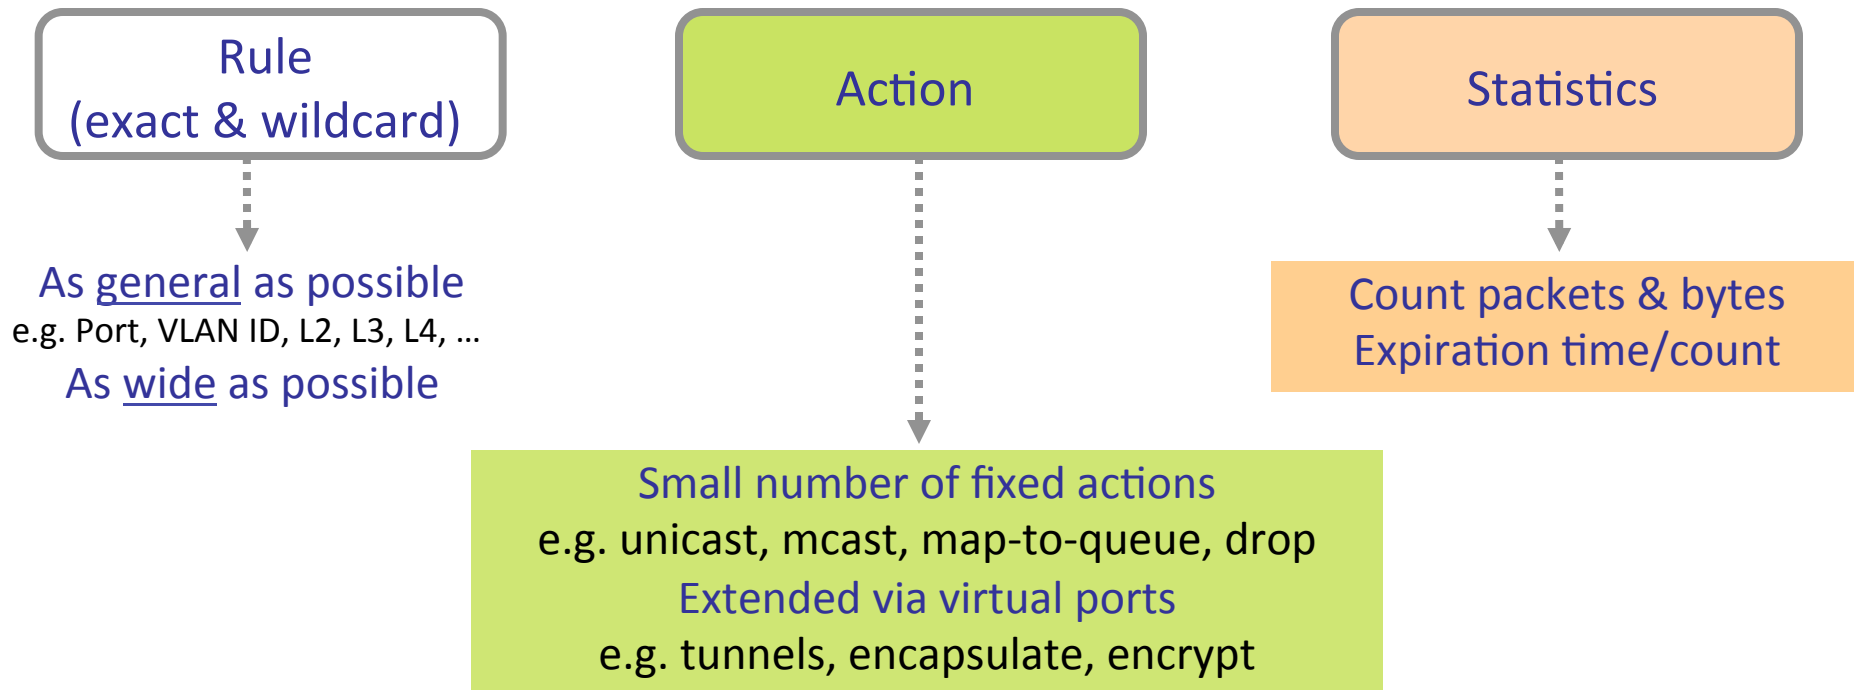 Rule
(exact & wildcard)
As general as possible
e.g. Port, VLAN ID, L2, L3, L4, ...
As wide as possible
Action
Small number of fixed actions
e.g. unicast, mcast, map-to-queue, drop
Extended via virtual ports
e.g. tunnels, encapsulate, encrypt
Statistics
Count packets & bytes
Expiration time/count